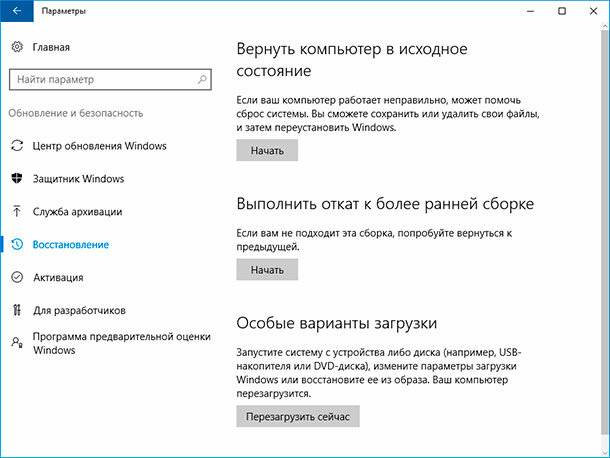 Параметры
Главная
Найти параметр
Обновление и безопасность
Центр обновления Windows
Защитник Windows
Служба архивации
Восстановление
Активация
Для разработчиков
Программа предварительной оценки
Windows
Вернуть компьютер в исходное
состояние
Если ваш компьютер работает неправильно, может помочь
сброс системы. Вы сможете сохранить или удалить свои файлы,
и затем переустановить Windows.
Начать
Выполнить откат к более ранней сборке
Если вам не подходит эта сборка, попробуйте вернуться к
предыдущей.
Начать
Особые варианты загрузки
Запустите систему с устройства либо диска (например, USB-
накопителя или DVD-диска), измените параметры загрузки
Windows или восстановите ее из образа. Ваш компьютер
перезагрузится.
Перезагрузить сейчас